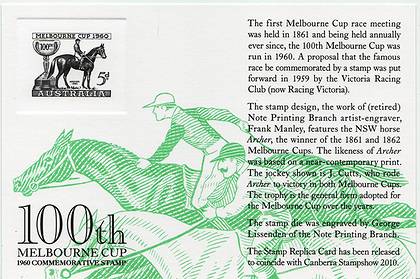 MELBOURNE CUP 1960
100TH
5D
AUSTRALIA
100th
MELBOURNE CUP
1960 COMMEMORATIVE STAMP
The first Melbourne Cup race meeting
was held in 1861 and being held annually
ever since, the 100th Melbourne Cup was
run in 1960. A proposal that the famous
race be commemorated by a stamp was put
forward in 1959 by the Victoria Racing
Club (now Racing Victoria).
The stamp design, the work of (retired)
Note Printing Branch artist-engraver,
Frank Manley, features the NSW horse
Archer, the winner of the 1861 and 1862
Melbourne Cups. The likeness of Archer
was based on a near-contemporary print.
The jockey shown is J. Cutts, who rode
Archer to victory in both Melbourne Cups.
The trophy is the general form adopted for
the Melbourne Cup over the years.
The stamp die was engraved by George
Lissenden of the Note Printing Branch.
The Stamp Replica Card has been released
to coincide with Canberra Stampshow 2010.